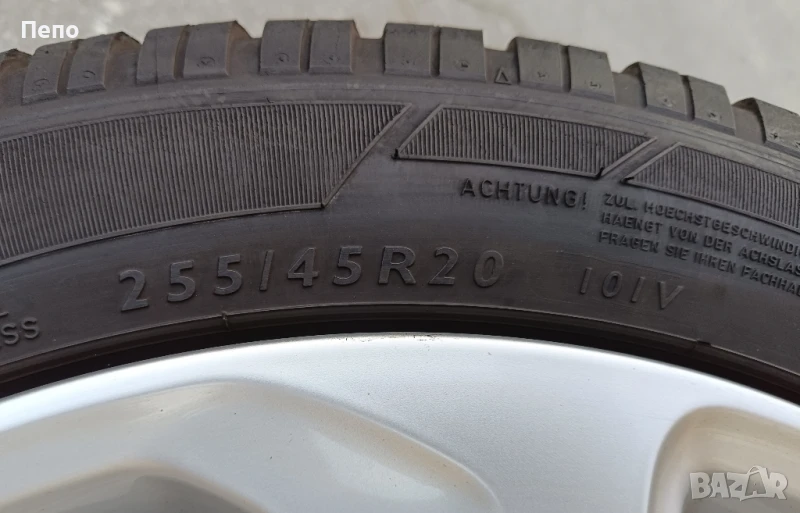 Пепо
ACHTUNG! ZUL. HOECHSTGESCHWINDI
HAENGT VON DER ACHSLAS
FRAGEN SIE IHREN FACHHA
255/45R20 101V
SS
BAZAR